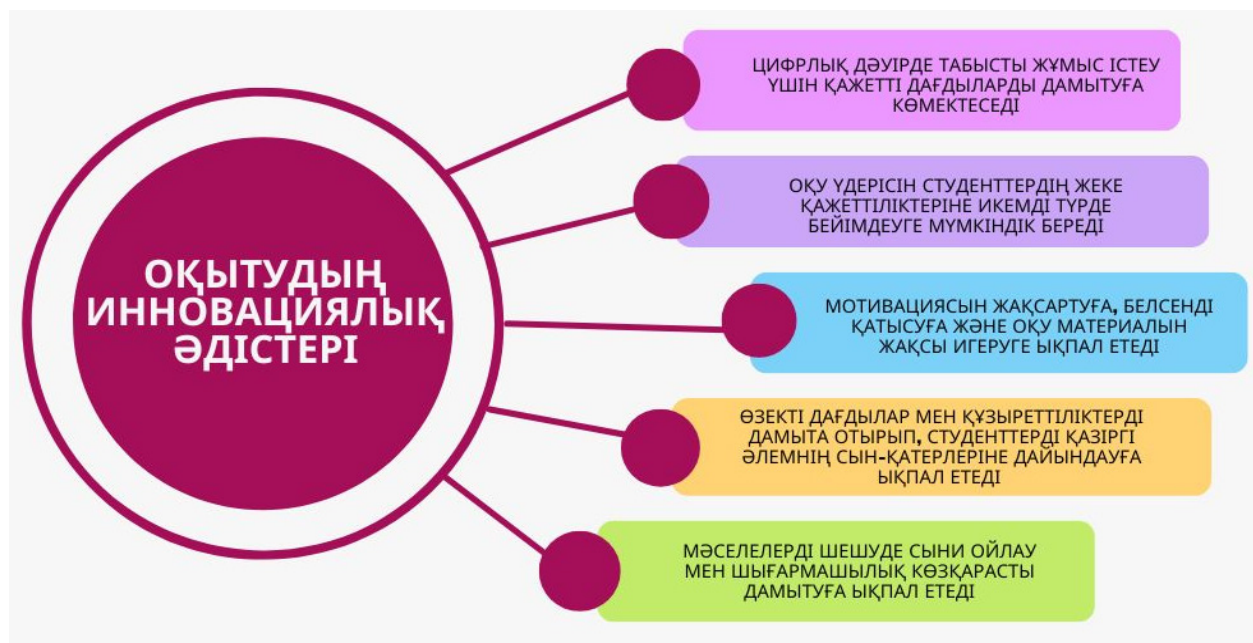 ОҚЫТУДЫҢ
ИННОВАЦИЯЛЫҚ
ӘДІСТЕРІ
ЦИФРЛЫҚ ДӘУІРДЕ ТАБЫСТЫ ЖҰМЫС ІСТЕУ
ҮШІН ҚАЖЕТТІ ДАҒДЫЛАРДЫ ДАМЫТУҒА
КӨМЕКТЕСЕДІ
ОҚУ ҮДЕРІСІН СТУДЕНТТЕРДІҢ ЖЕКЕ
ҚАЖЕТТІЛІКТЕРІНЕ ИКЕМДІ ТҮРДЕ
БЕЙІМДЕУГЕ МҮМКІНДІК БЕРЕДІ
МОТИВАЦИЯСЫН ЖАҚСАРТУҒА, БЕЛСЕНДІ
ҚАТЫСУҒА ЖӘНЕ ОҚУ МАТЕРИАЛЫН
ЖАҚСЫ ИГЕРУГЕ ЫҚПАЛ ЕТЕДІ
ӨЗЕКТІ ДАҒДЫЛАР МЕН ҚҰЗЫРЕТТІЛІКТЕРДІ
ДАМЫТА ОТЫРЫП, СТУДЕНТТЕРДІ ҚАЗІРГІ
ӘЛЕМНІҢ СЫН-ҚАТЕРЛЕРІНЕ ДАЙЫНДАУҒА
ЫҚПАЛ ЕТЕДІ
МӘСЕЛЕЛЕРДІ ШЕШУДЕ СЫНИ ОЙЛАУ
МЕН ШЫҒАРМАШЫЛЫҚ КӨЗҚАРАСТЫ
ДАМЫТУҒА ЫҚПАЛ ЕТЕДІ